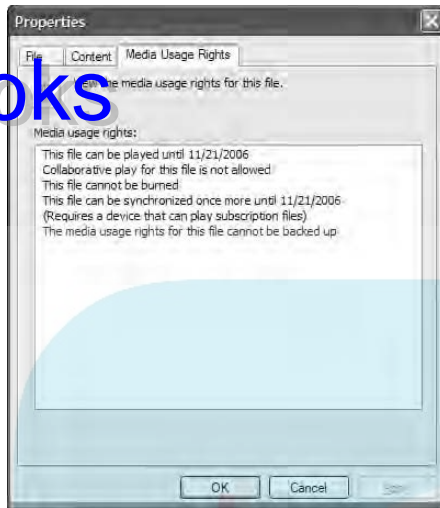 Properties
File Content Media Usage Rights
oks
the media usage rights for this file.
Media usage rights:
This file can be played until 11/21/2006
Collaborative play for this file is not allowed
This file cannot be burned
This file can be synchronized once more until 11/21/2006
(Requires a device that can play subscription files)
The media usage rights for this file cannot be backed up
OK Cancel